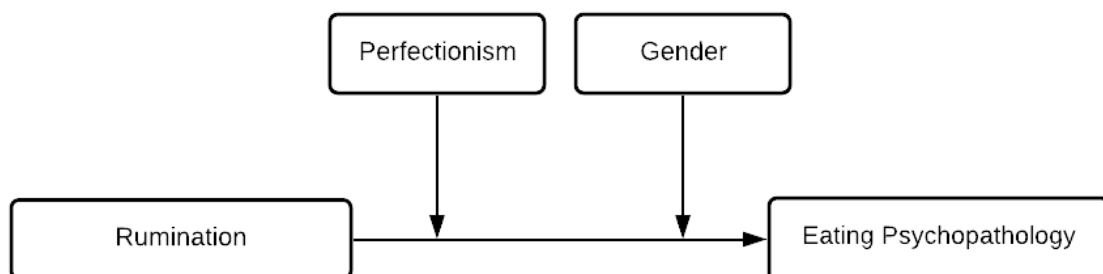 Perfectionism
Gender
Rumination
Eating Psychopathology